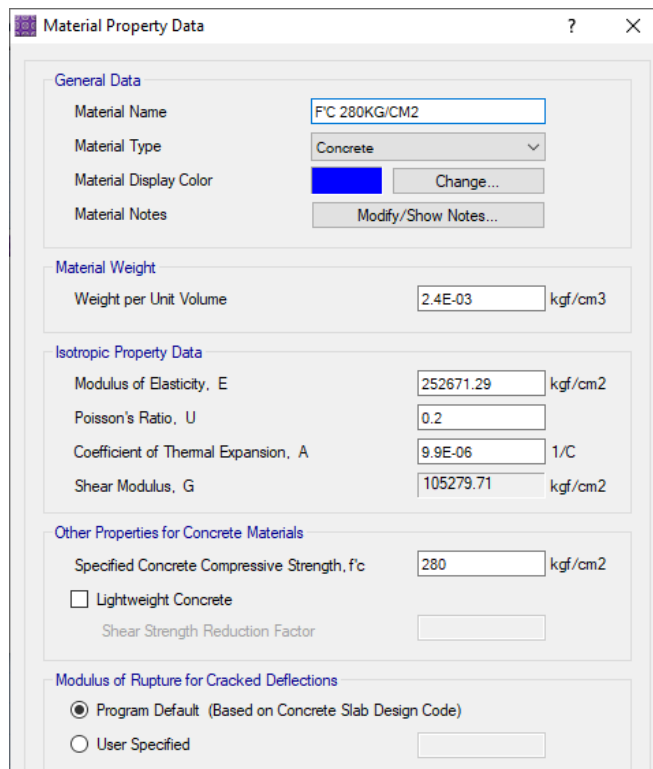 Material Property Data ? X
General Data
Material Name F'C 280KG/CM2
Material Type Concrete
Material Display Color Change...
Material Notes Modify/Show Notes...
Material Weight
Weight per Unit Volume 2.4E-03 kgf/cm3
Isotropic Property Data
Modulus of Elasticity, E 252671.29 kgf/cm2
Poisson's Ratio, U 0.2
Coefficient of Thermal Expansion, A 9.9E-06 1/C
Shear Modulus, G 105279.71 kgf/cm2
Other Properties for Concrete Materials
Specified Concrete Compressive Strength, f'c 280 kgf/cm2
Lightweight Concrete
Shear Strength Reduction Factor
Modulus of Rupture for Cracked Deflections
Program Default (Based on Concrete Slab Design Code)
User Specified